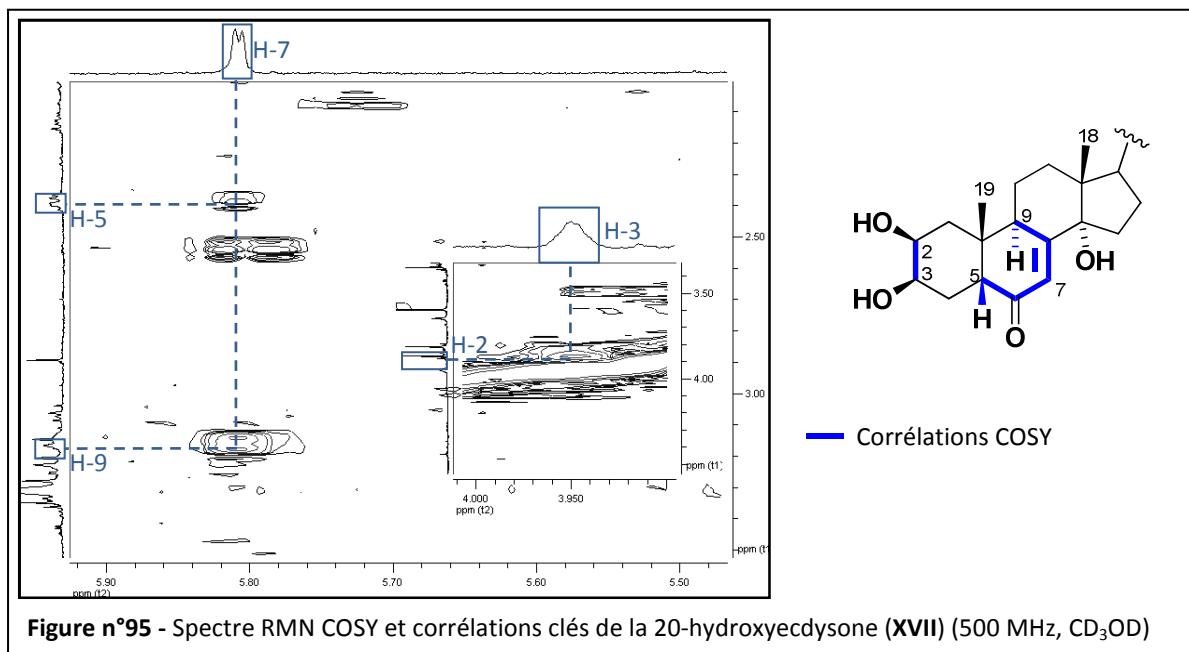 H-7
H-5
H-3
2.50
3.50
H-2
4.00
3.00
H-9
ppm (t1)
4.000
3.950
ppm (t2)
ppm (t1
5.90
5.80
5.70
5.60
5.50
ppm (t2)
18
19
HO
9
2
H
OH
3
5
7
HO
H
O
Corrélations COSY
Figure n°95 - Spectre RMN COSY et corrélations clés de la 20-hydroxyecdysone (XVII) (500 MHz, CD₃OD)